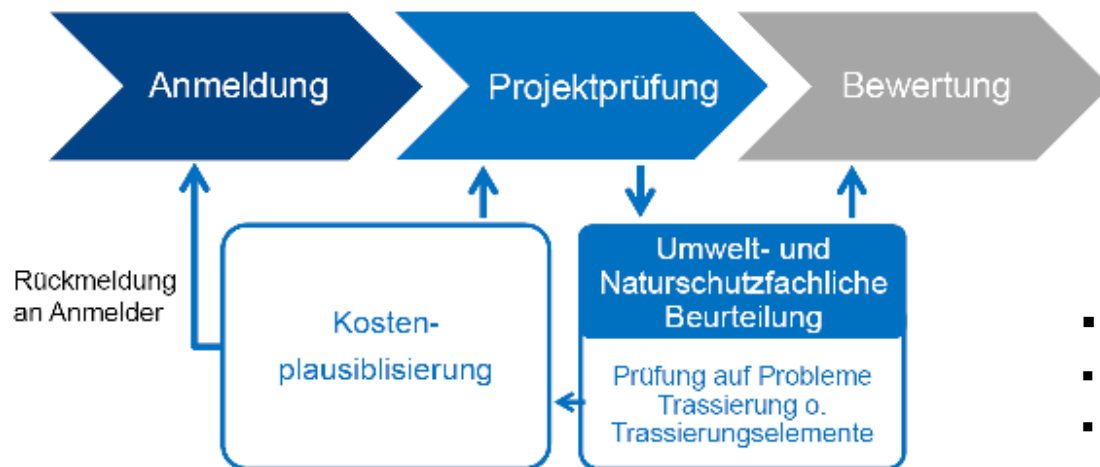 Anmeldung
Projektprüfung
Bewertung
Rückmeldung
an Anmelder
Kosten-
plausiblisierung
Umwelt- und
Naturschutzfachliche
Beurteilung
Prüfung auf Probleme
Trassierung o.
Trassierungselemente